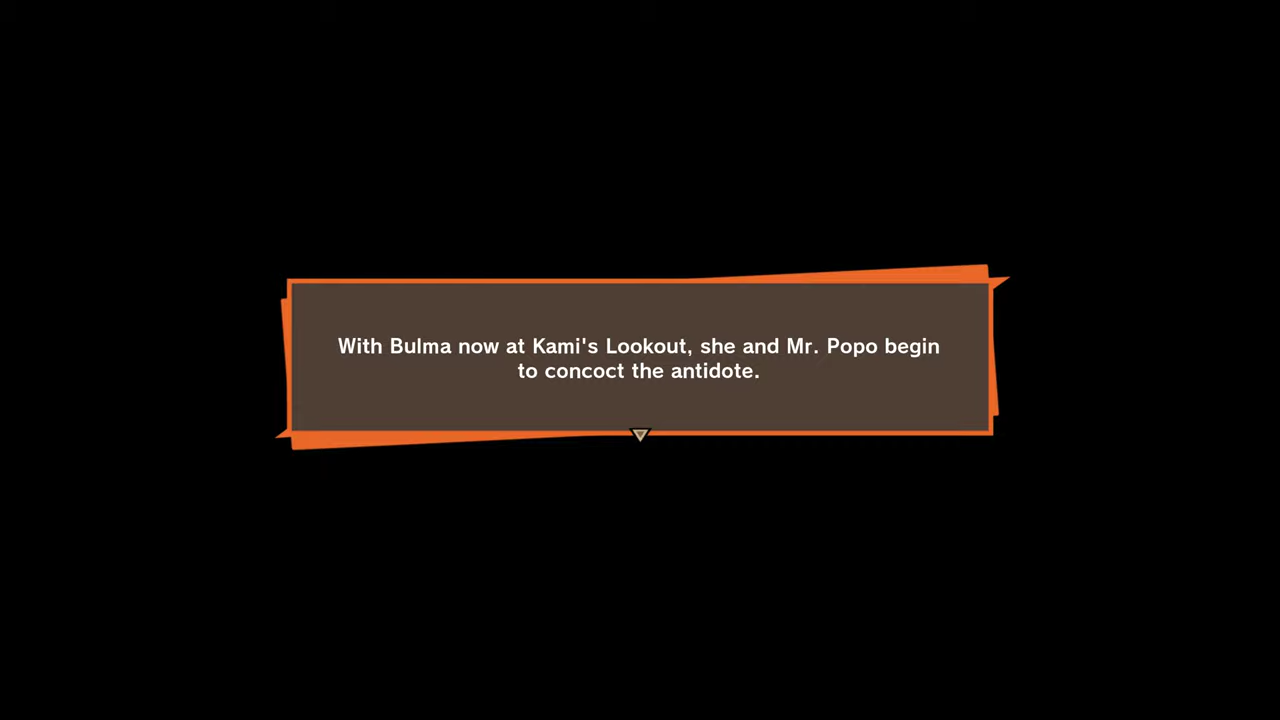 With Bulma now at Kami's Lookout, she and Mr. Popo begin
to concoct the antidote.